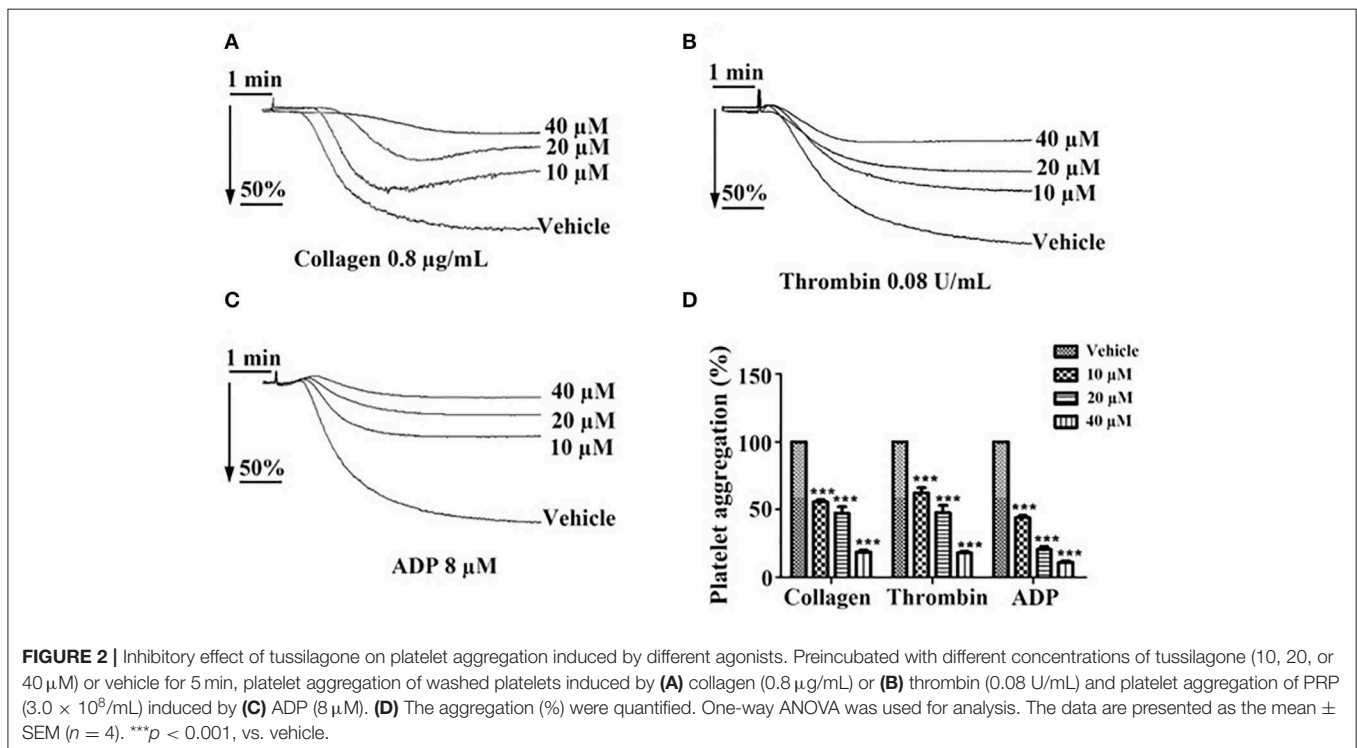 A
1 min
50%
40 µM
20 µM
10 µM
Vehicle
Collagen 0.8 µg/mL
B
1 min
50%
40 µM
20 µM
10 µM
Vehicle
Thrombin 0.08 U/mL
C
1 min
50%
40 µM
20 µM
10 µM
Vehicle
ADP 8 µM
D
Platelet aggregation (%)
150
100
50
0
Vehicle
10 µM
20 µM
40 µM
*** *** ***
*** *** ***
*** *** ***
Collagen Thrombin ADP
FIGURE 2 | Inhibitory effect of tussilagone on platelet aggregation induced by different agonists. Preincubated with different concentrations of tussilagone (10, 20, or
40 µM) or vehicle for 5 min, platelet aggregation of washed platelets induced by (A) collagen (0.8 µg/mL) or (B) thrombin (0.08 U/mL) and platelet aggregation of PRP
(3.0 × 10⁸/mL) induced by (C) ADP (8 µM). (D) The aggregation (%) were quantified. One-way ANOVA was used for analysis. The data are presented as the mean ±
SEM (n = 4). ***p < 0.001, vs. vehicle.